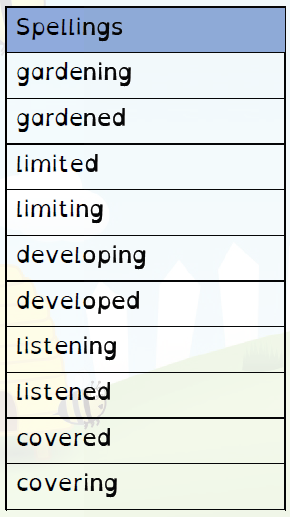 Spellings
gardening
gardened
limited
limiting
developing
developed
listening
listened
covered
covering